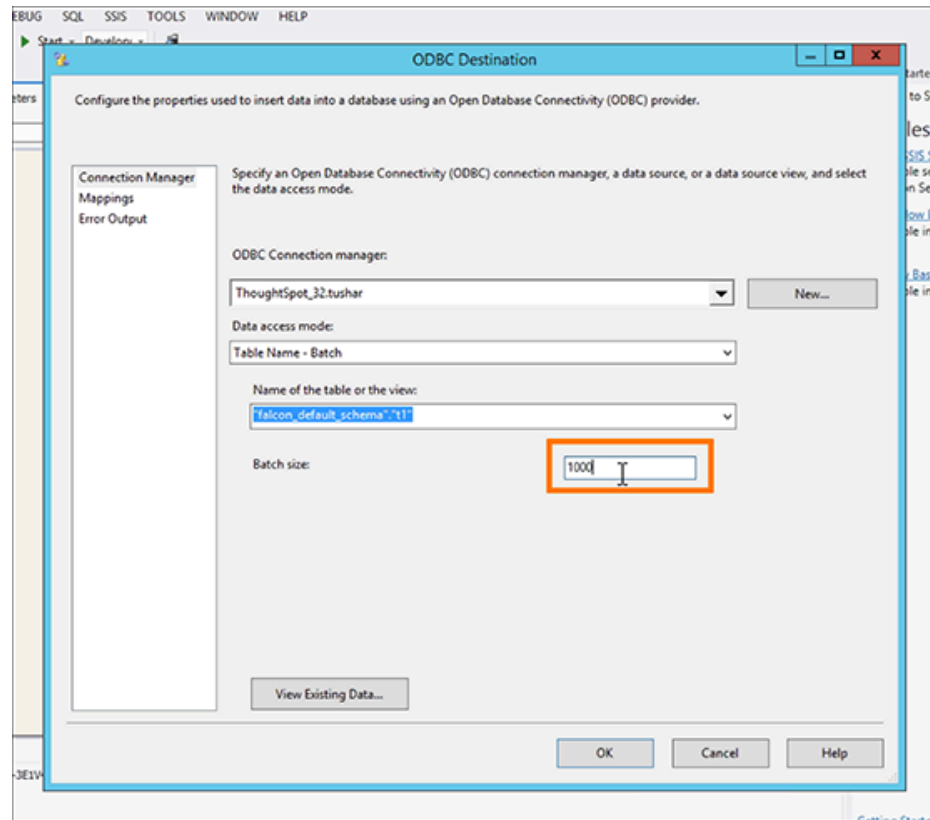 EBUG SQL SSIS TOOLS WINDOW HELP
Start
ODBC Destination
Configure the properties used to insert data into a database using an Open Database Connectivity (ODBC) provider.
Connection Manager
Mappings
Error Output
Specify an Open Database Connectivity (ODBC) connection manager, a data source, or a data source view, and select
the data access mode.
ODBC Connection manager:
ThoughtSpot_32.tushar
New...
Data access mode:
Table Name - Batch
Name of the table or the view:
"falcon_default_schema"."t1"
Batch size:
1000
View Existing Data...
OK Cancel Help